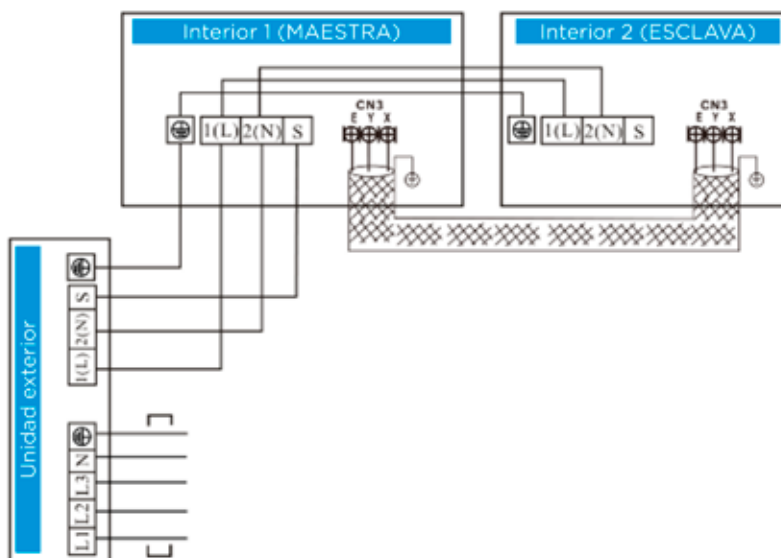 Interior 1 (MAESTRA)
Interior 2 (ESCLAVA)
CN3
E Y X
1(L) 2(N) S
CN3
E Y X
1(L) 2(N) S
Unidad exterior
S
2(N)
1(L)
N
L3
L2
L1